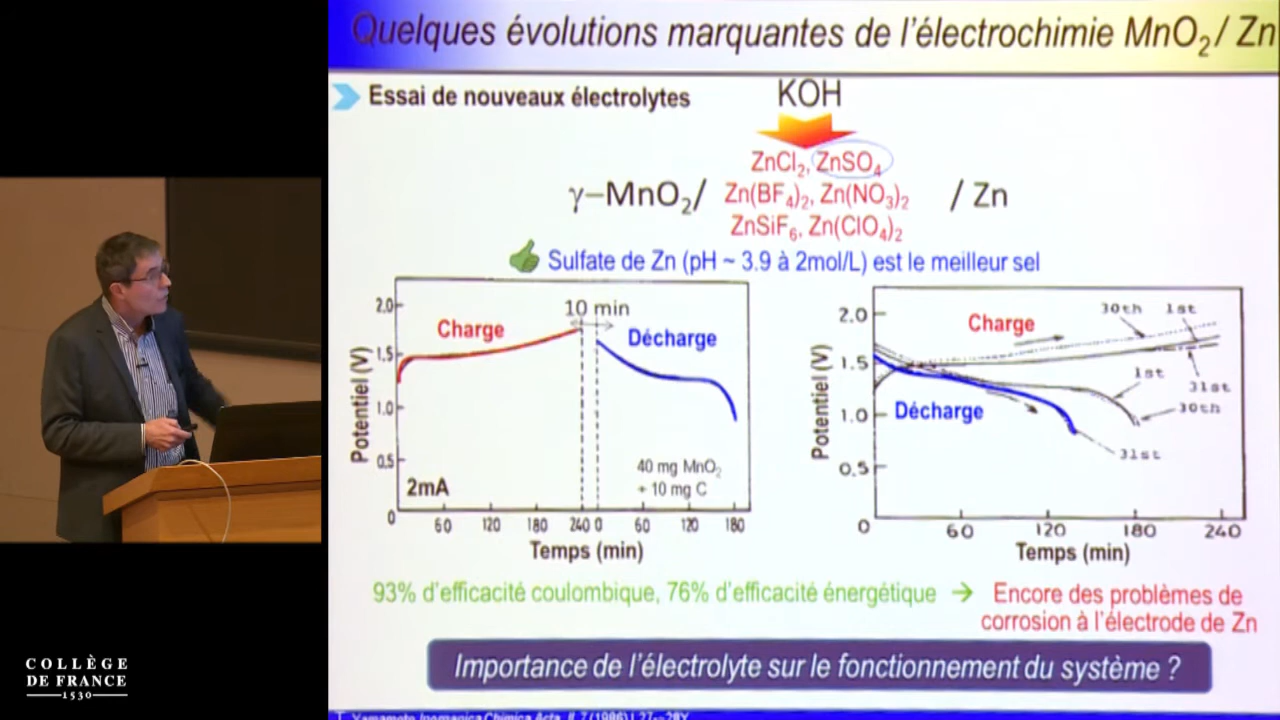 Quelques évolutions marquantes de l'électrochimie MnO₂/ Zn
Essai de nouveaux électrolytes
KOH
ZnCl₂, ZnSO₄
γ−MnO₂/ Zn(BF₄)₂, Zn(NO₃)₂ / Zn
ZnSiF₆, Zn(ClO₄)₂
Sulfate de Zn (pH ~ 3.9 à 2mol/L) est le meilleur sel
Potentiel (V)
2.0
1.5
1.0
0.5
0
10 min
Charge
Décharge
2mA
40 mg MnO₂
+ 10 mg C
60 120 180 240 0 60 120 180
Temps (min)
Potentiel (V)
2.0
1.5
1.0
0.5
0
Charge
30th 1st
1st
31st
30th
Décharge
31st
60 120 180 240
Temps (min)
93% d'efficacité coulombique, 76% d'efficacité énergétique → Encore des problèmes de
corrosion à l'électrode de Zn
Importance de l'électrolyte sur le fonctionnement du système ?
COLLÈGE
DE FRANCE
1530